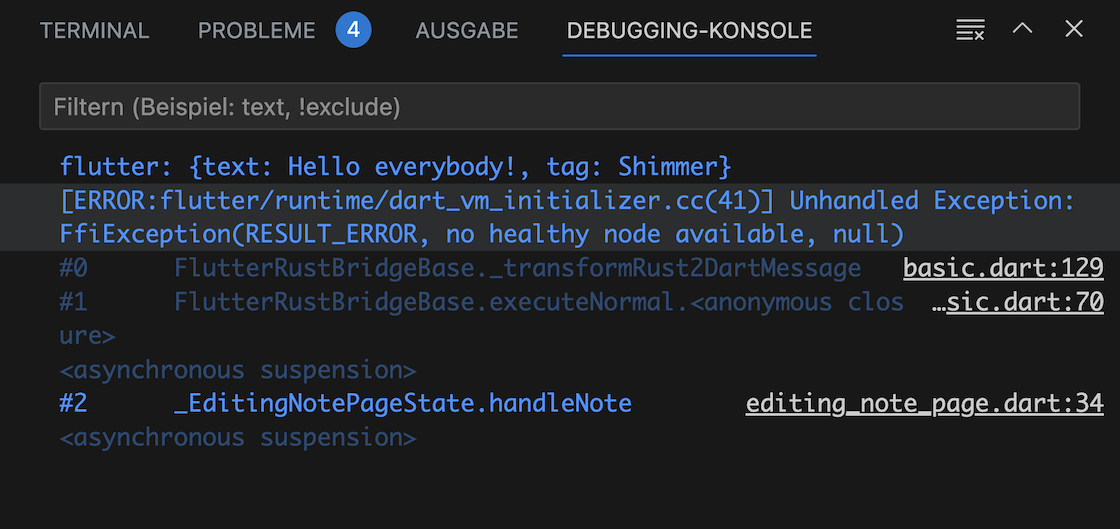 TERMINAL PROBLEME 4 AUSGABE DEBUGGING-KONSOLE
Filtern (Beispiel: text, !exclude)
flutter: {text: Hello everybody!, tag: Shimmer}
[ERROR:flutter/runtime/dart_vm_initializer.cc(41)] Unhandled Exception:
FfiException(RESULT_ERROR, no healthy node available, null)
#0 FlutterRustBridgeBase._transformRust2DartMessage basic.dart:129
#1 FlutterRustBridgeBase.executeNormal.<anonymous clos …sic.dart:70
ure>
<asynchronous suspension>
#2 _EditingNotePageState.handleNote editing_note_page.dart:34
<asynchronous suspension>